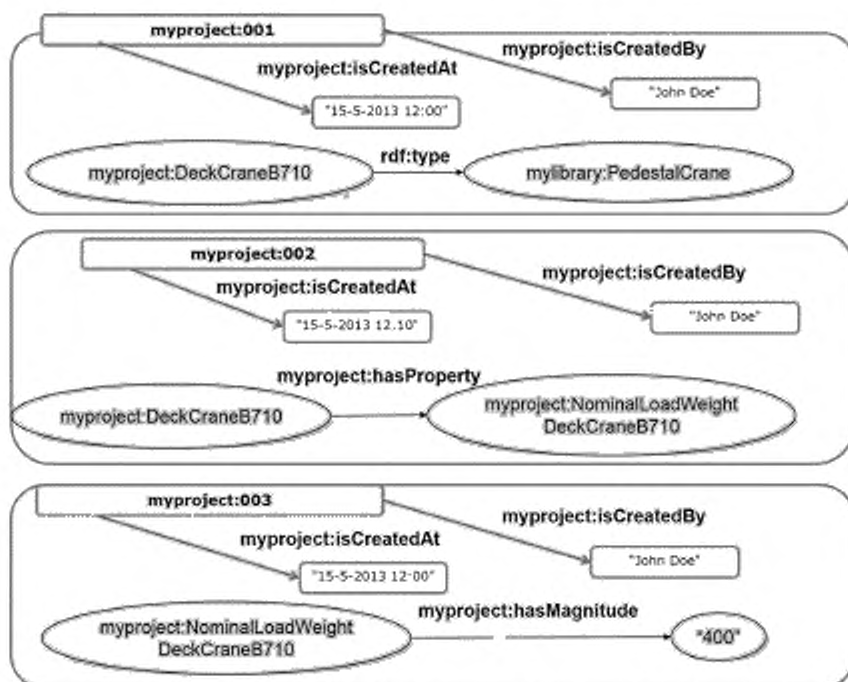 myproject:001
myproject:isCreatedBy
myproject:isCreatedAt
"John Doe"
"15-5-2013 12:00"
rdf:type
myproject:DeckCraneB710
mylibrary:PedestalCrane
myproject:002
myproject:isCreatedBy
myproject:isCreatedAt
"John Doe"
"15-5-2013 12.10"
myproject:hasProperty
myproject:DeckCraneB710
myproject:NominalLoadWeight
DeckCraneB710
myproject:003
myproject:isCreatedBy
myproject:isCreatedAt
"John Doe"
"15-5-2013 12:00"
myproject:hasMagnitude
myproject:NominalLoadWeight
DeckCraneB710
"400"